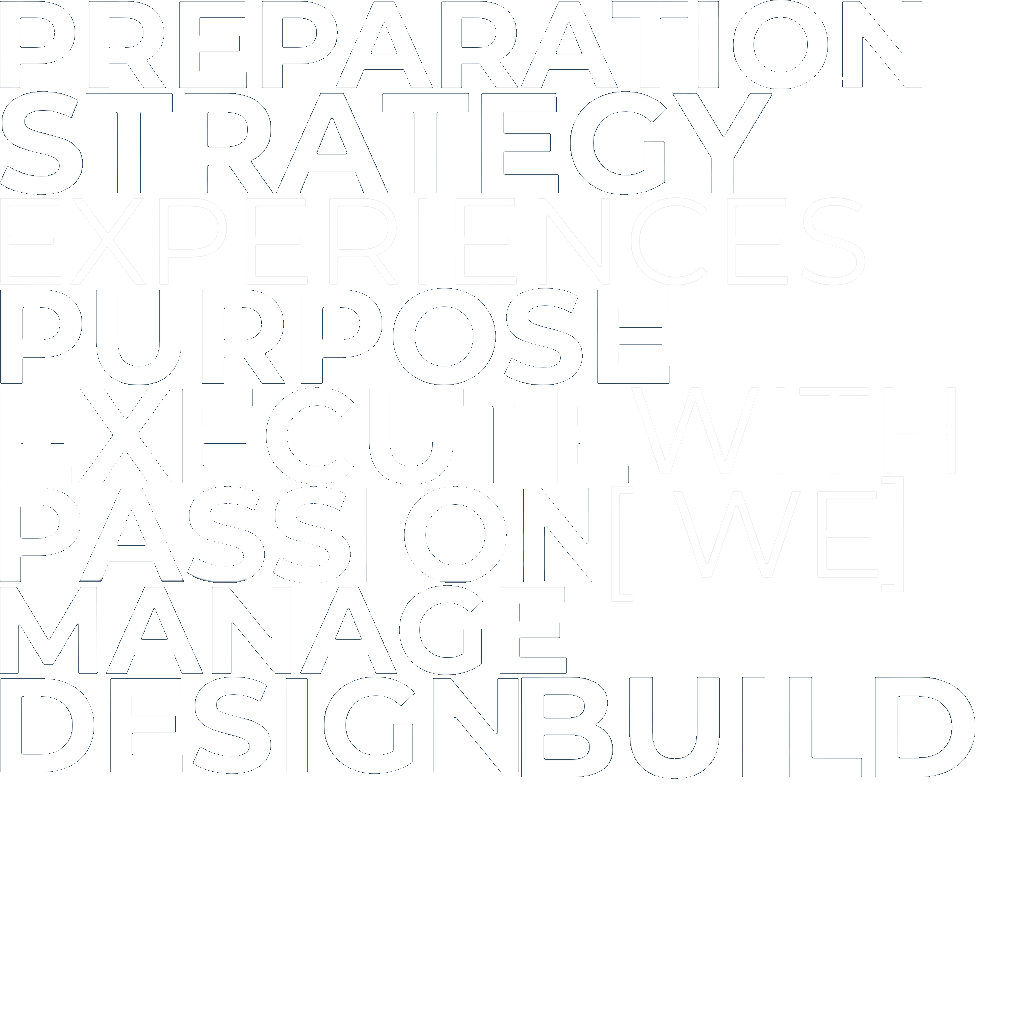 PREPARATION
STRATEGY
EXPERIENCES
PURPOSE
EXECUTE WITH
PASSION [WE]
MANAGE
DESIGNBUILD